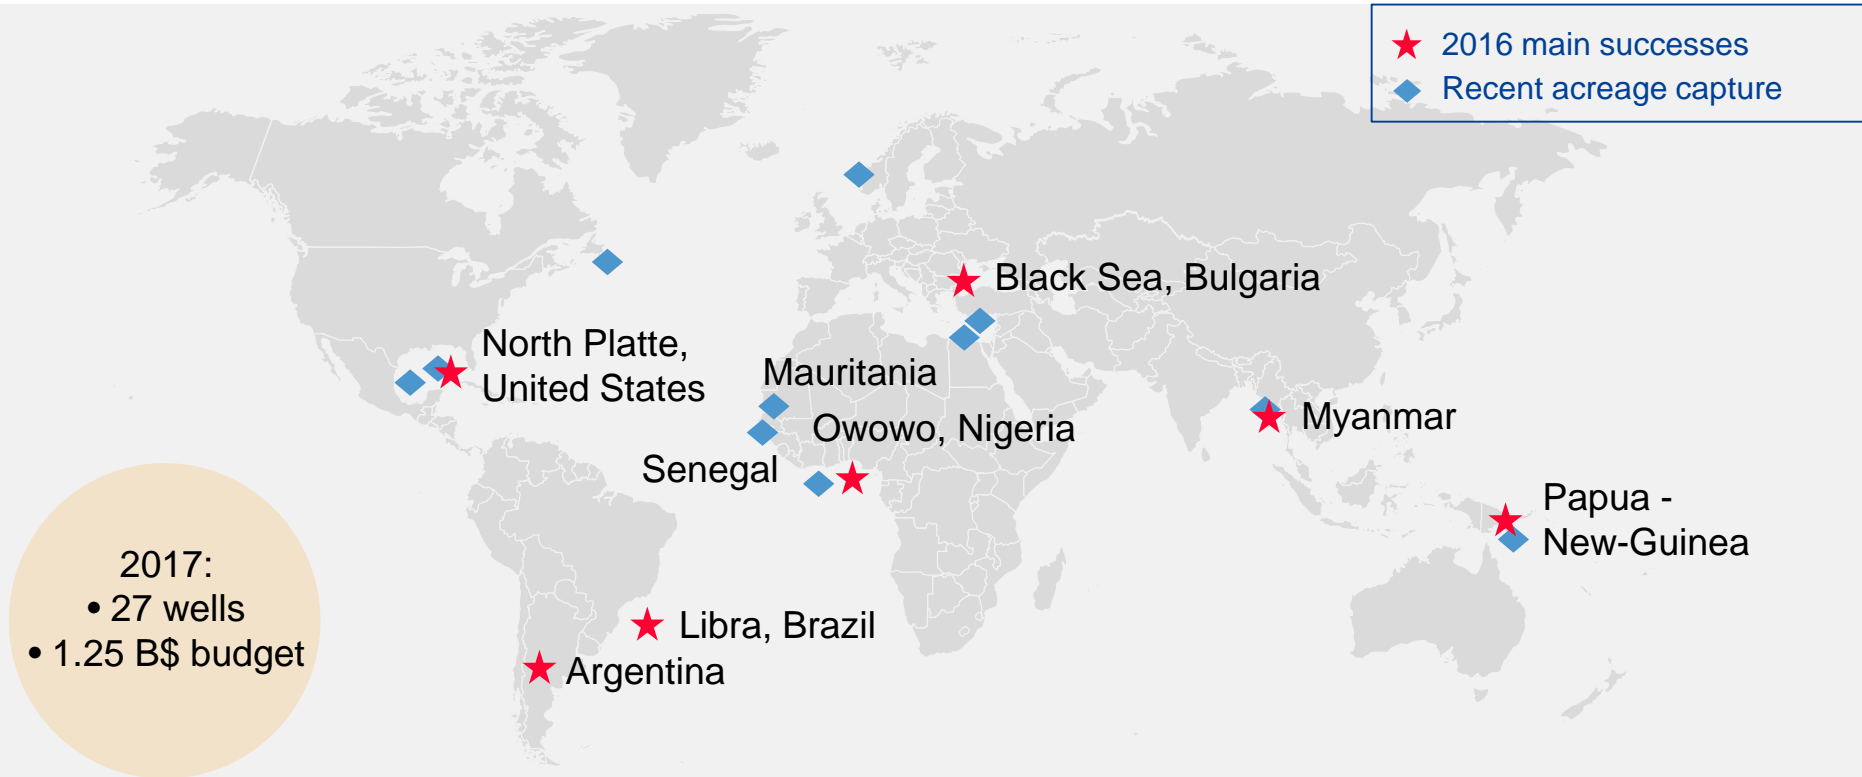 2016 main successes
Recent acreage capture
Black Sea, Bulgaria
North Platte,
United States
Mauritania
Owowo, Nigeria
Senegal
Myanmar
Papua -
New-Guinea
Libra, Brazil
Argentina
2017:
• 27 wells
• 1.25 B$ budget